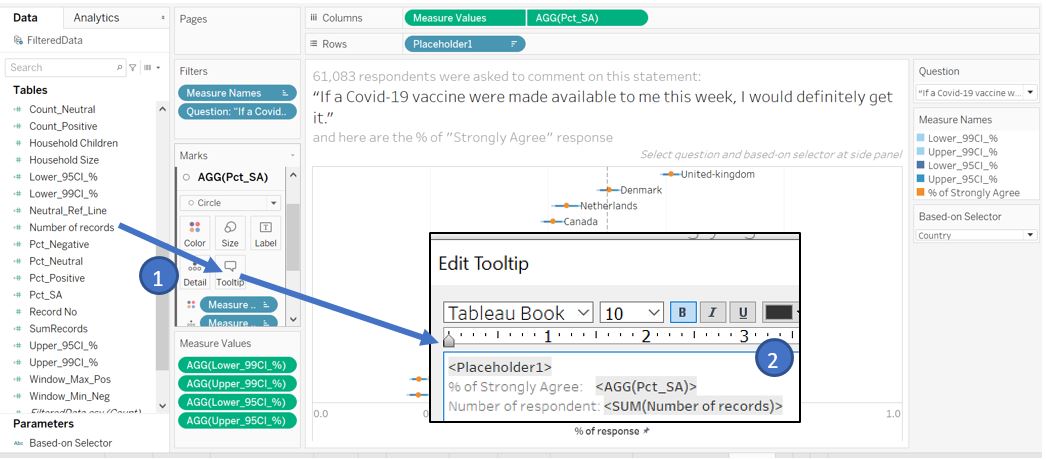 Data
Analytics
FilteredData
Search
Tables
Count_Neutral
Count_Positive
Household Children
Household Size
Lower_95CI_%
Lower_99CI_%
Neutral_Ref_Line
Number of records
Pct_Negative
Pct_Neutral
Pct_Positive
Pct_SA
Record No
SumRecords
Upper_95CI_%
Upper_99CI_%
Window_Max_Pos
Window_Min_Neg
FilteredData.csv (Count)
Parameters
Abc Based-on Selector
Pages
Filters
Measure Names
Question: "If a Covid..
Marks
AGG(Pct_SA)
Circle
Color
Size
Label
Detail
Tooltip
Measure ..
Measure ..
Measure Values
AGG(Lower_99CI_%)
AGG(Upper_99CI_%)
AGG(Lower_95CI_%)
AGG(Upper_95CI_%)
Columns
Measure Values
AGG(Pct_SA)
Rows
Placeholder1
61,083 respondents were asked to comment on this statement:
“If a Covid-19 vaccine were made available to me this week, I would definitely get
it.”
and here are the % of "Strongly Agree" response
Select question and based-on selector at side panel
United-kingdom
Denmark
Netherlands
Canada
1
Edit Tooltip
Tableau Book
10
B
I
U
1
2
3
2
<Placeholder1>
% of Strongly Agree: <AGG(Pct_SA)>
Number of respondent: <SUM(Number of records)>
0.0
1.0
% of response
Question
"If a Covid-19 vaccine w...
Measure Names
Lower_99CI_%
Upper_99CI_%
Lower_95CI_%
Upper_95CI_%
% of Strongly Agree
Based-on Selector
Country